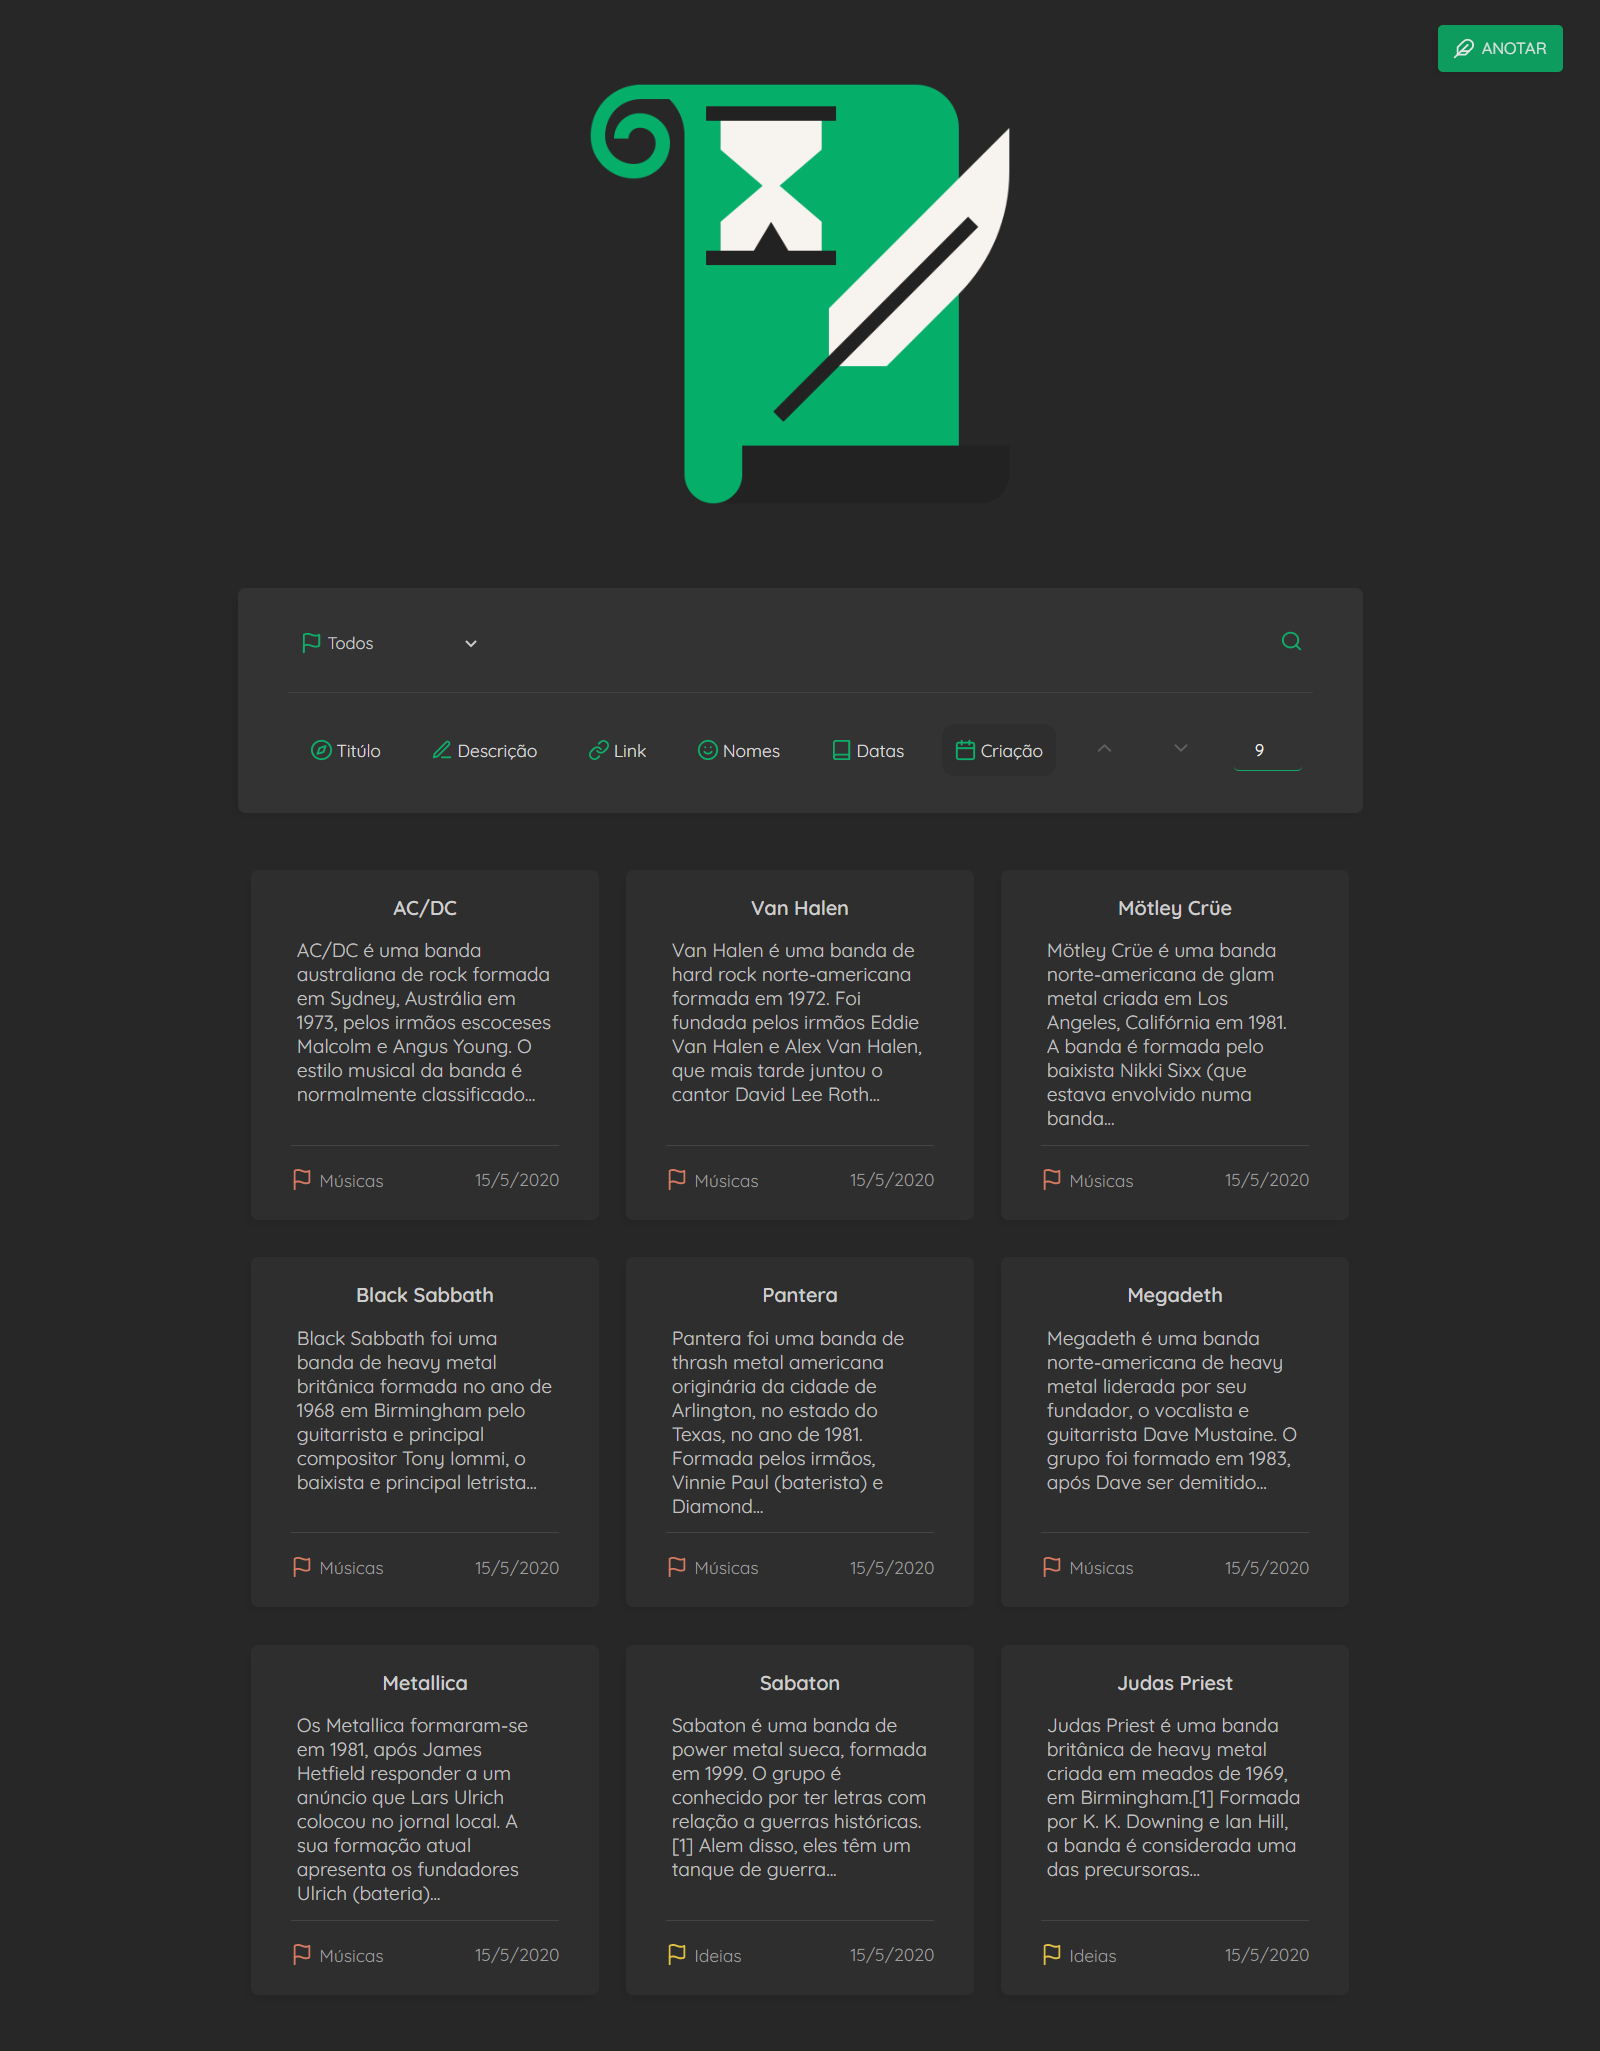 ANOTAR
Todos
Titúlo
Descrição
Link
Nomes
Datas
Criação
9
AC/DC
AC/DC é uma banda
australiana de rock formada
em Sydney, Austrália em
1973, pelos irmãos escoceses
Malcolm e Angus Young. O
estilo musical da banda é
normalmente classificado...
Músicas
15/5/2020
Van Halen
Van Halen é uma banda de
hard rock norte-americana
formada em 1972. Foi
fundada pelos irmãos Eddie
Van Halen e Alex Van Halen,
que mais tarde juntou o
cantor David Lee Roth...
Músicas
15/5/2020
Mötley Crüe
Mötley Crüe é uma banda
norte-americana de glam
metal criada em Los
Angeles, Califórnia em 1981.
A banda é formada pelo
baixista Nikki Sixx (que
estava envolvido numa
banda...
Músicas
15/5/2020
Black Sabbath
Black Sabbath foi uma
banda de heavy metal
britânica formada no ano de
1968 em Birmingham pelo
guitarrista e principal
compositor Tony Iommi, o
baixista e principal letrista...
Músicas
15/5/2020
Pantera
Pantera foi uma banda de
thrash metal americana
originária da cidade de
Arlington, no estado do
Texas, no ano de 1981.
Formada pelos irmãos,
Vinnie Paul (baterista) e
Diamond...
Músicas
15/5/2020
Megadeth
Megadeth é uma banda
norte-americana de heavy
metal liderada por seu
fundador, o vocalista e
guitarrista Dave Mustaine. O
grupo foi formado em 1983,
após Dave ser demitido...
Músicas
15/5/2020
Metallica
Os Metallica formaram-se
em 1981, após James
Hetfield responder a um
anúncio que Lars Ulrich
colocou no jornal local. A
sua formação atual
apresenta os fundadores
Ulrich (bateria)...
Músicas
15/5/2020
Sabaton
Sabaton é uma banda de
power metal sueca, formada
em 1999. O grupo é
conhecido por ter letras com
relação a guerras históricas.
[1] Alem disso, eles têm um
tanque de guerra...
Ideias
15/5/2020
Judas Priest
Judas Priest é uma banda
britânica de heavy metal
criada em meados de 1969,
em Birmingham.[1] Formada
por K. K. Downing e Ian Hill,
a banda é considerada uma
das precursoras...
Ideias
15/5/2020